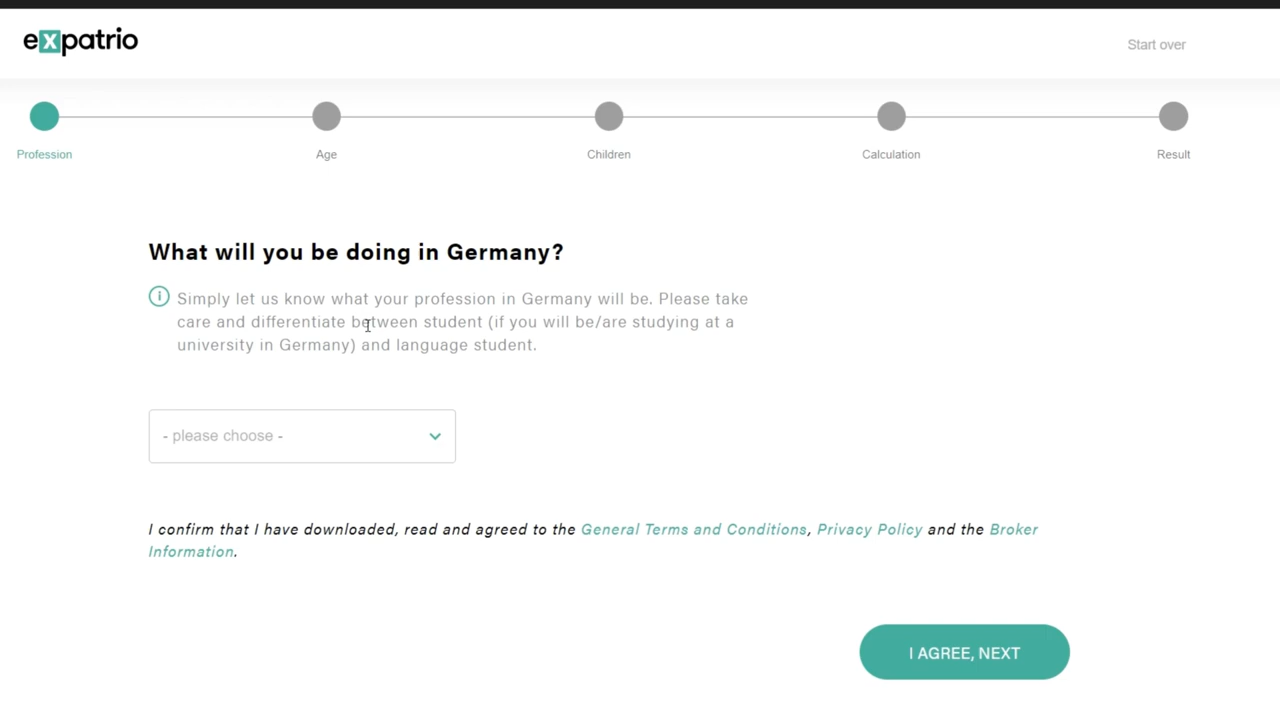 expatrio
Start over
Profession
Age
Children
Calculation
Result
What will you be doing in Germany?
Simply let us know what your profession in Germany will be. Please take
care and differentiate between student (if you will be/are studying at a
university in Germany) and language student.
- please choose -
I confirm that I have downloaded, read and agreed to the General Terms and Conditions, Privacy Policy and the Broker
Information.
I AGREE, NEXT